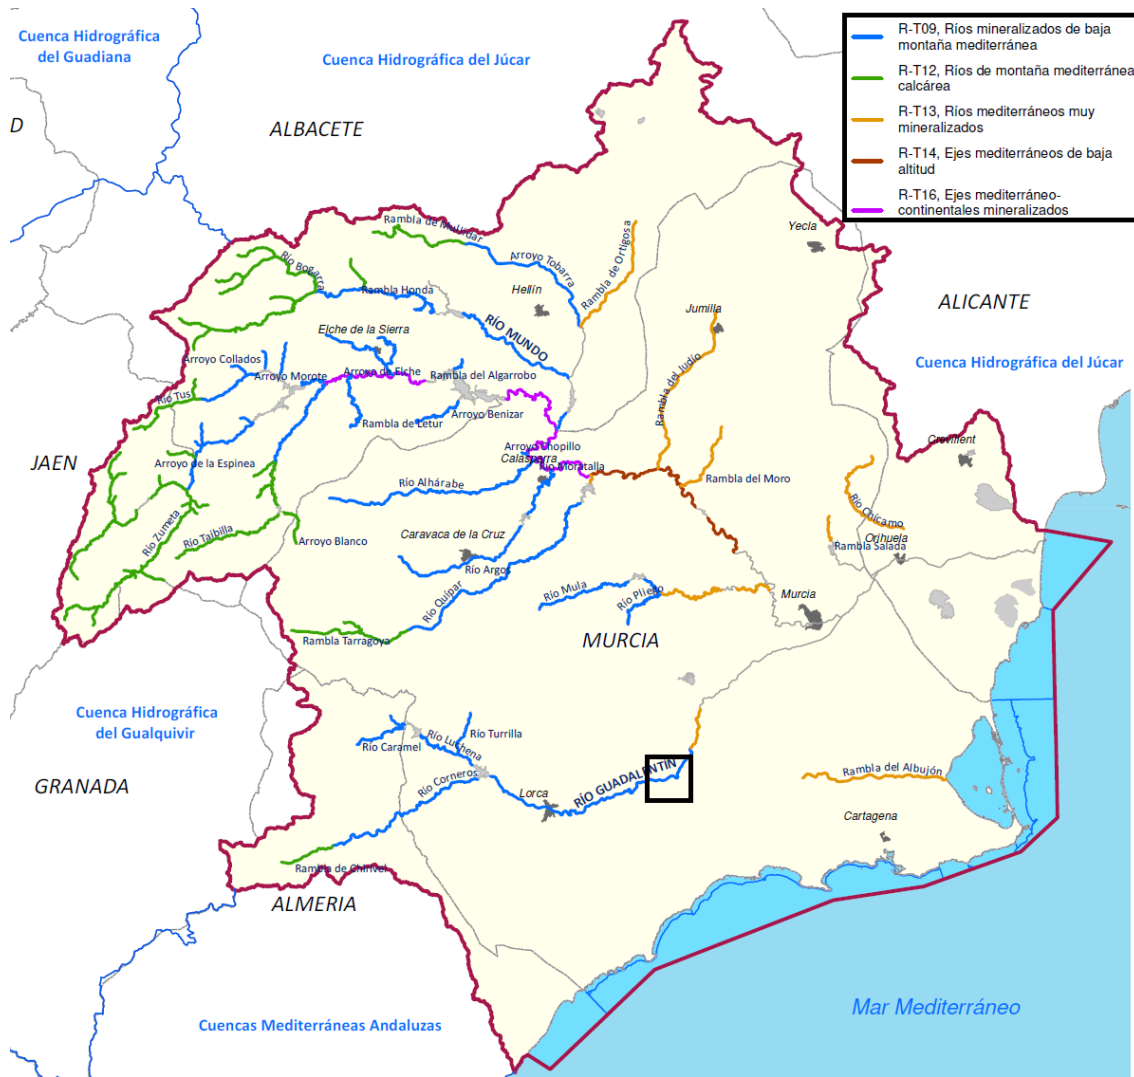 Cuenca Hidrográfica
del Guadiana
Cuenca Hidrográfica del Júcar
R-T09, Ríos mineralizados de baja
montaña mediterránea
R-T12, Ríos de montaña mediterránea
calcárea
R-T13, Ríos mediterráneos muy
mineralizados
R-T14, Ejes mediterráneos de baja
altitud
R-T16, Ejes mediterráneo-
continentales mineralizados
D
ALBACETE
Rambla de Mullidar
Rambla de Ortigosa
Yecla
Río Bogarra
Arroyo Tobarra
Hellín
Rambla Honda
ALICANTE
Jumilla
Elche de la Sierra
RÍO MUNDO
Cuenca Hidrográfica del Júcar
Arroyo Collados
Arroyo Morote
Arroyo de Elche
Rambla del Algarrobo
Rambla del Judío
Río Tus
Arroyo Benizar
Rambla de Letur
Crevillent
JAEN
Arroyo de la Espinea
Arroyo Chopillo
Calasparra
Río Moratalla
Río Alhárabe
Rambla del Moro
Río Zumeta
Río Taibilla
Arroyo Blanco
Caravaca de la Cruz
Río Chícamo
Orihuela
Rambla Salada
Río Argos
Río Quípar
Río Mula
Río Pliego
Murcia
Rambla Tarragoya
MURCIA
Cuenca Hidrográfica
del Gualquivir
Río Caramel
Río Luchena
Río Turrilla
GRANADA
Río Corneros
RÍO GUADALENTÍN
Rambla del Albujón
Lorca
Cartagena
Rambla de Chirivel
ALMERIA
Mar Mediterráneo
Cuencas Mediterráneas Andaluzas